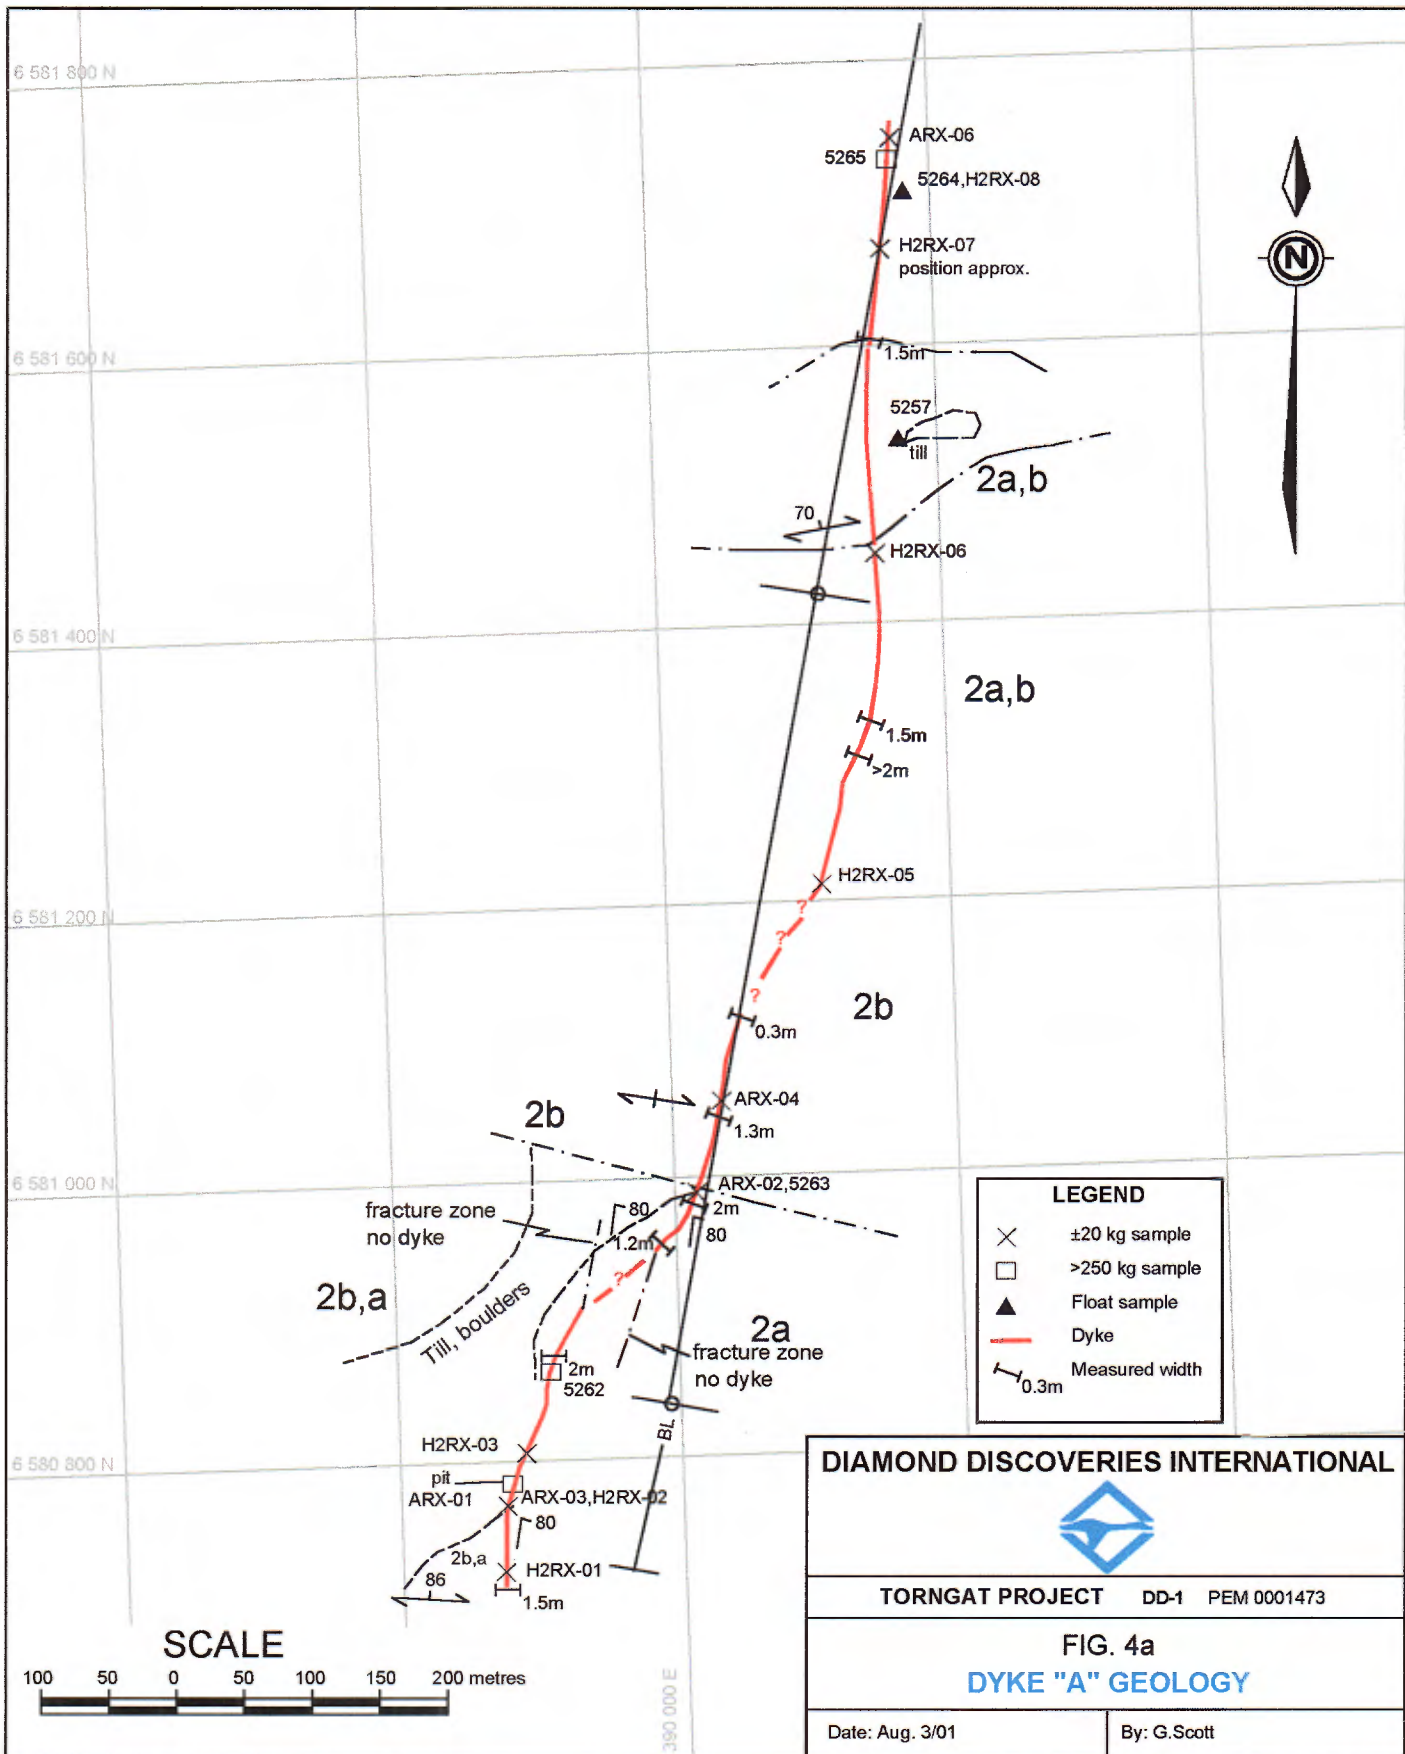 6 581 800 N
ARX-06
5265
5264,H2RX-08
H2RX-07
position approx.
N
6 581 600 N
1.5m
5257
till
2a,b
70
H2RX-06
6 581 400 N
2a,b
1.5m
>2m
H2RX-05
6 581 200 N
?
?
?
2b
0.3m
ARX-04
1.3m
2b
6 581 000 N
ARX-02,5263
fracture zone
no dyke
80
2m
80
1.2m
?
2b,a
Till, boulders
2a
fracture zone
no dyke
2m
5262
BL
H2RX-03
6 580 800 N
pit
ARX-01
ARX-03,H2RX-02
80
2b,a
H2RX-01
86
1.5m
LEGEND
±20 kg sample
>250 kg sample
Float sample
Dyke
0.3m
Measured width
SCALE
100 50 0 50 100 150 200 metres
390 000 E
DIAMOND DISCOVERIES INTERNATIONAL
TORNGAT PROJECT DD-1 PEM 0001473
FIG. 4a
DYKE "A" GEOLOGY
Date: Aug. 3/01
By: G.Scott